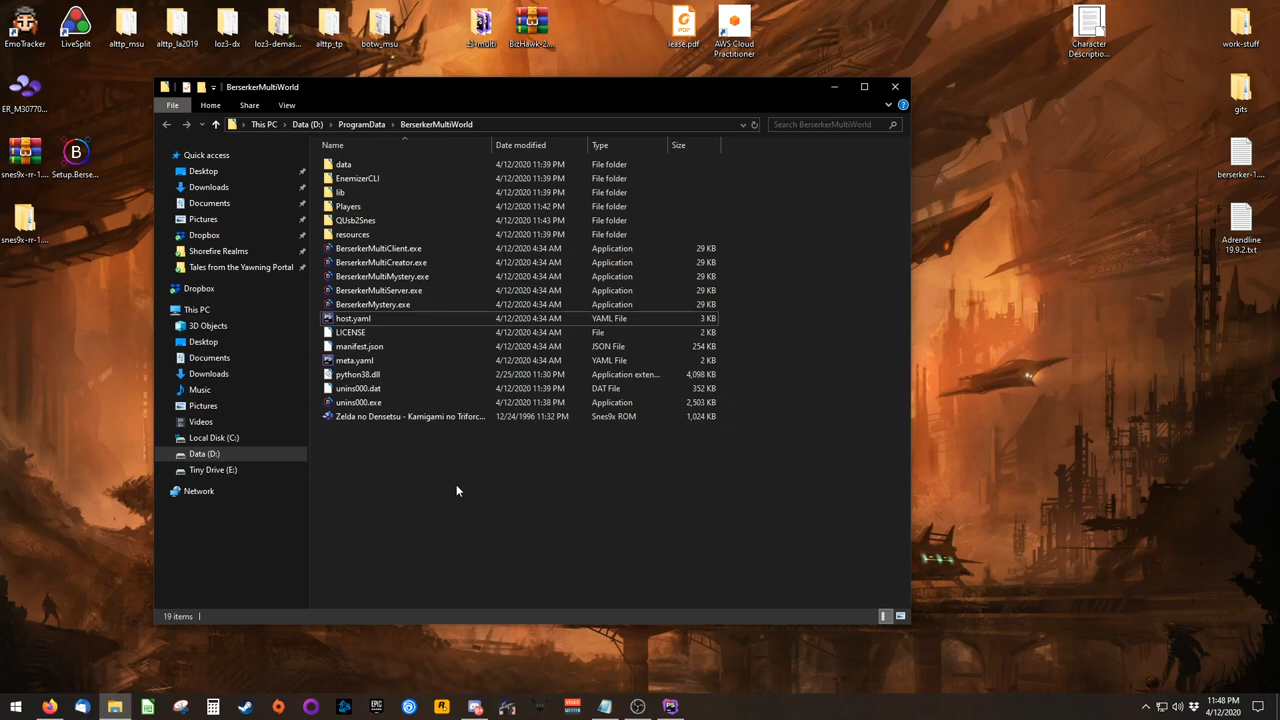 EmoTracker
LiveSplit
alttp_msu
alttp_la2019
loz3-dx
loz3-demas...
alttp_tp
botw_msu
z3-multi
BizHawk-2....
lease.pdf
AWS Cloud
Practitioner
Character
Descriptio...
work-stuff
ER_M30770...
gits
snes9x-rr-1....
Setup.Berse...
berserker-1....
snes9x-rr-1....
Adrendline
19.9.2.txt
BerserkerMultiWorld
File Home Share View
This PC > Data (D:) > ProgramData > BerserkerMultiWorld
Search BerserkerMultiWorld
Name Date modified Type Size
Quick access
Desktop
Downloads
Documents
Pictures
Dropbox
Shorefire Realms
Tales from the Yawning Portal
Dropbox
This PC
3D Objects
Desktop
Documents
Downloads
Music
Pictures
Videos
Local Disk (C:)
Data (D:)
Tiny Drive (E:)
Network
data 4/12/2020 11:39 PM File folder
EnemizerCLI 4/12/2020 11:39 PM File folder
lib 4/12/2020 11:39 PM File folder
Players 4/12/2020 11:42 PM File folder
QUsb2Snes 4/12/2020 11:43 PM File folder
resources 4/12/2020 11:39 PM File folder
BerserkerMultiClient.exe 4/12/2020 4:34 AM Application 29 KB
BerserkerMultiCreator.exe 4/12/2020 4:34 AM Application 29 KB
BerserkerMultiMystery.exe 4/12/2020 4:34 AM Application 29 KB
BerserkerMultiServer.exe 4/12/2020 4:34 AM Application 29 KB
BerserkerMystery.exe 4/12/2020 4:34 AM Application 29 KB
host.yaml 4/12/2020 4:34 AM YAML File 3 KB
LICENSE 4/12/2020 4:34 AM File 2 KB
manifest.json 4/12/2020 4:34 AM JSON File 254 KB
meta.yaml 4/12/2020 4:34 AM YAML File 2 KB
python38.dll 2/25/2020 11:30 PM Application exten... 4,098 KB
unins000.dat 4/12/2020 11:39 PM DAT File 352 KB
unins000.exe 4/12/2020 11:38 PM Application 2,503 KB
Zelda no Densetsu - Kamigami no Triforc... 12/24/1996 11:32 PM Snes9x ROM 1,024 KB
19 items
11:48 PM
4/12/2020